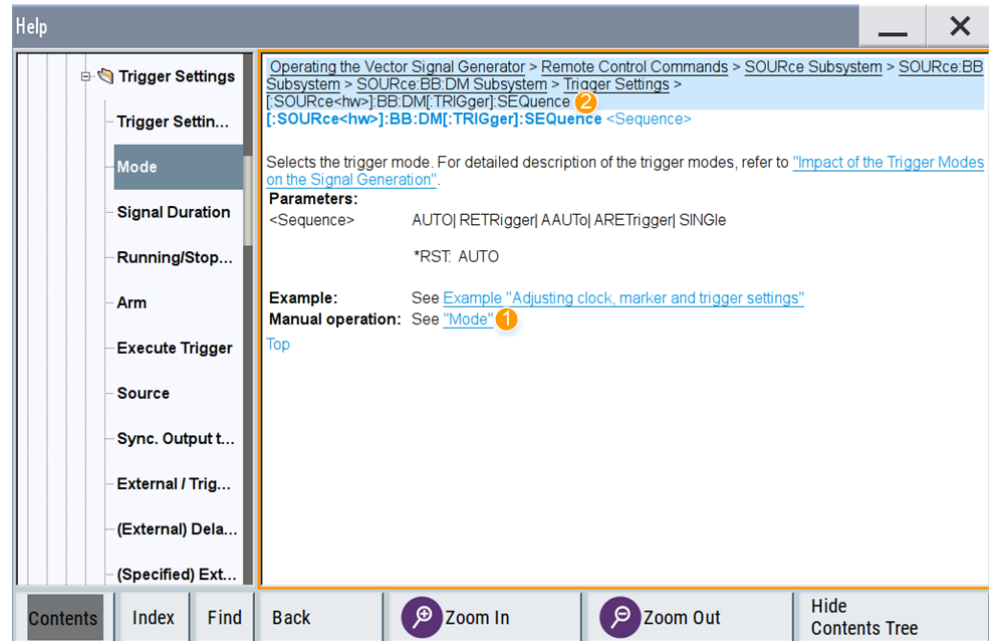 Help
Trigger Settings
Trigger Settin...
Mode
Signal Duration
Running/Stop...
Arm
Execute Trigger
Source
Sync. Output t...
External / Trig...
(External) Dela...
(Specified) Ext...
Operating the Vector Signal Generator > Remote Control Commands > SOURce Subsystem > SOURce:BB
Subsystem > SOURce:BB:DM Subsystem > Trigger Settings >
[:SOURce<hw>]:BB:DM[:TRIGger]:SEQuence 2
[:SOURce<hw>]:BB:DM[:TRIGger]:SEQuence <Sequence>
Selects the trigger mode. For detailed description of the trigger modes, refer to "Impact of the Trigger Modes
on the Signal Generation".
Parameters:
<Sequence> AUTO| RETRigger| AAUTo| ARETrigger| SINGle
*RST: AUTO
Example: See Example "Adjusting clock, marker and trigger settings"
Manual operation: See "Mode" 1
Top
Contents Index Find Back Zoom In Zoom Out Hide
Contents Tree